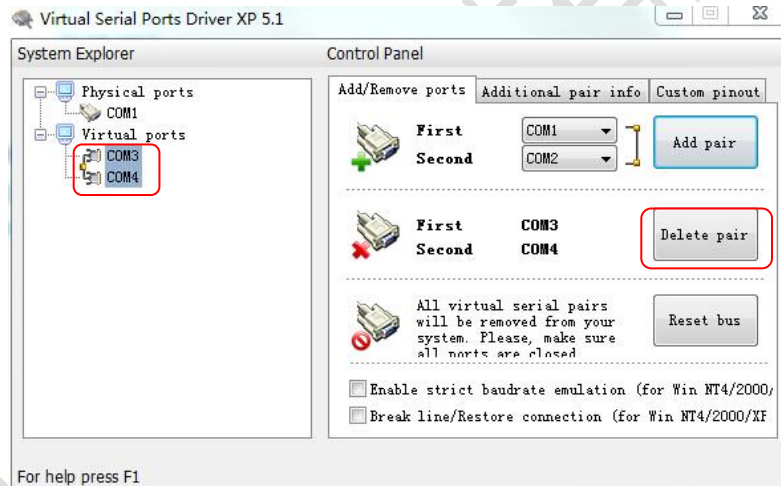 Virtual Serial Ports Driver XP 5.1
System Explorer
Control Panel
Physical ports
COM1
Virtual ports
COM3
COM4
Add/Remove ports
Additional pair info
Custom pinout
First
COM1
Second
COM2
Add pair
First
COM3
Second
COM4
Delete pair
All virtual serial pairs
will be removed from your
system. Please, make sure
all ports are closed
Reset bus
Enable strict baudrate emulation (for Win NT4/2000/
Break line/Restore connection (for Win NT4/2000/XP
For help press F1